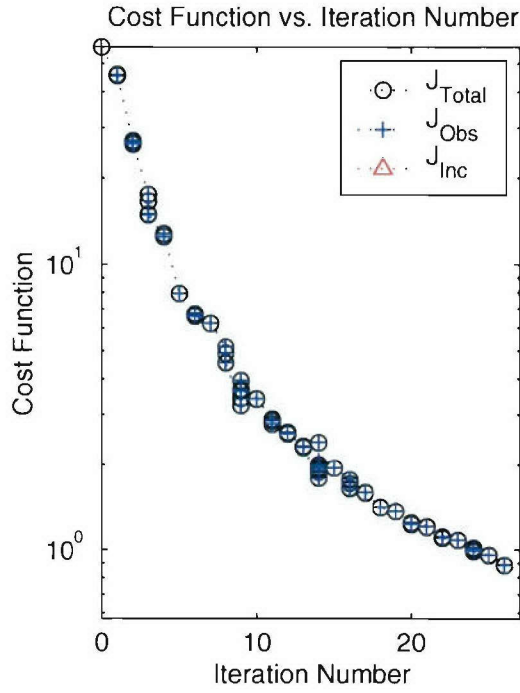 Cost Function vs. Iteration Number
J_Total
J_Obs
J_Inc
10^1
10^0
Cost Function
0
10
20
Iteration Number